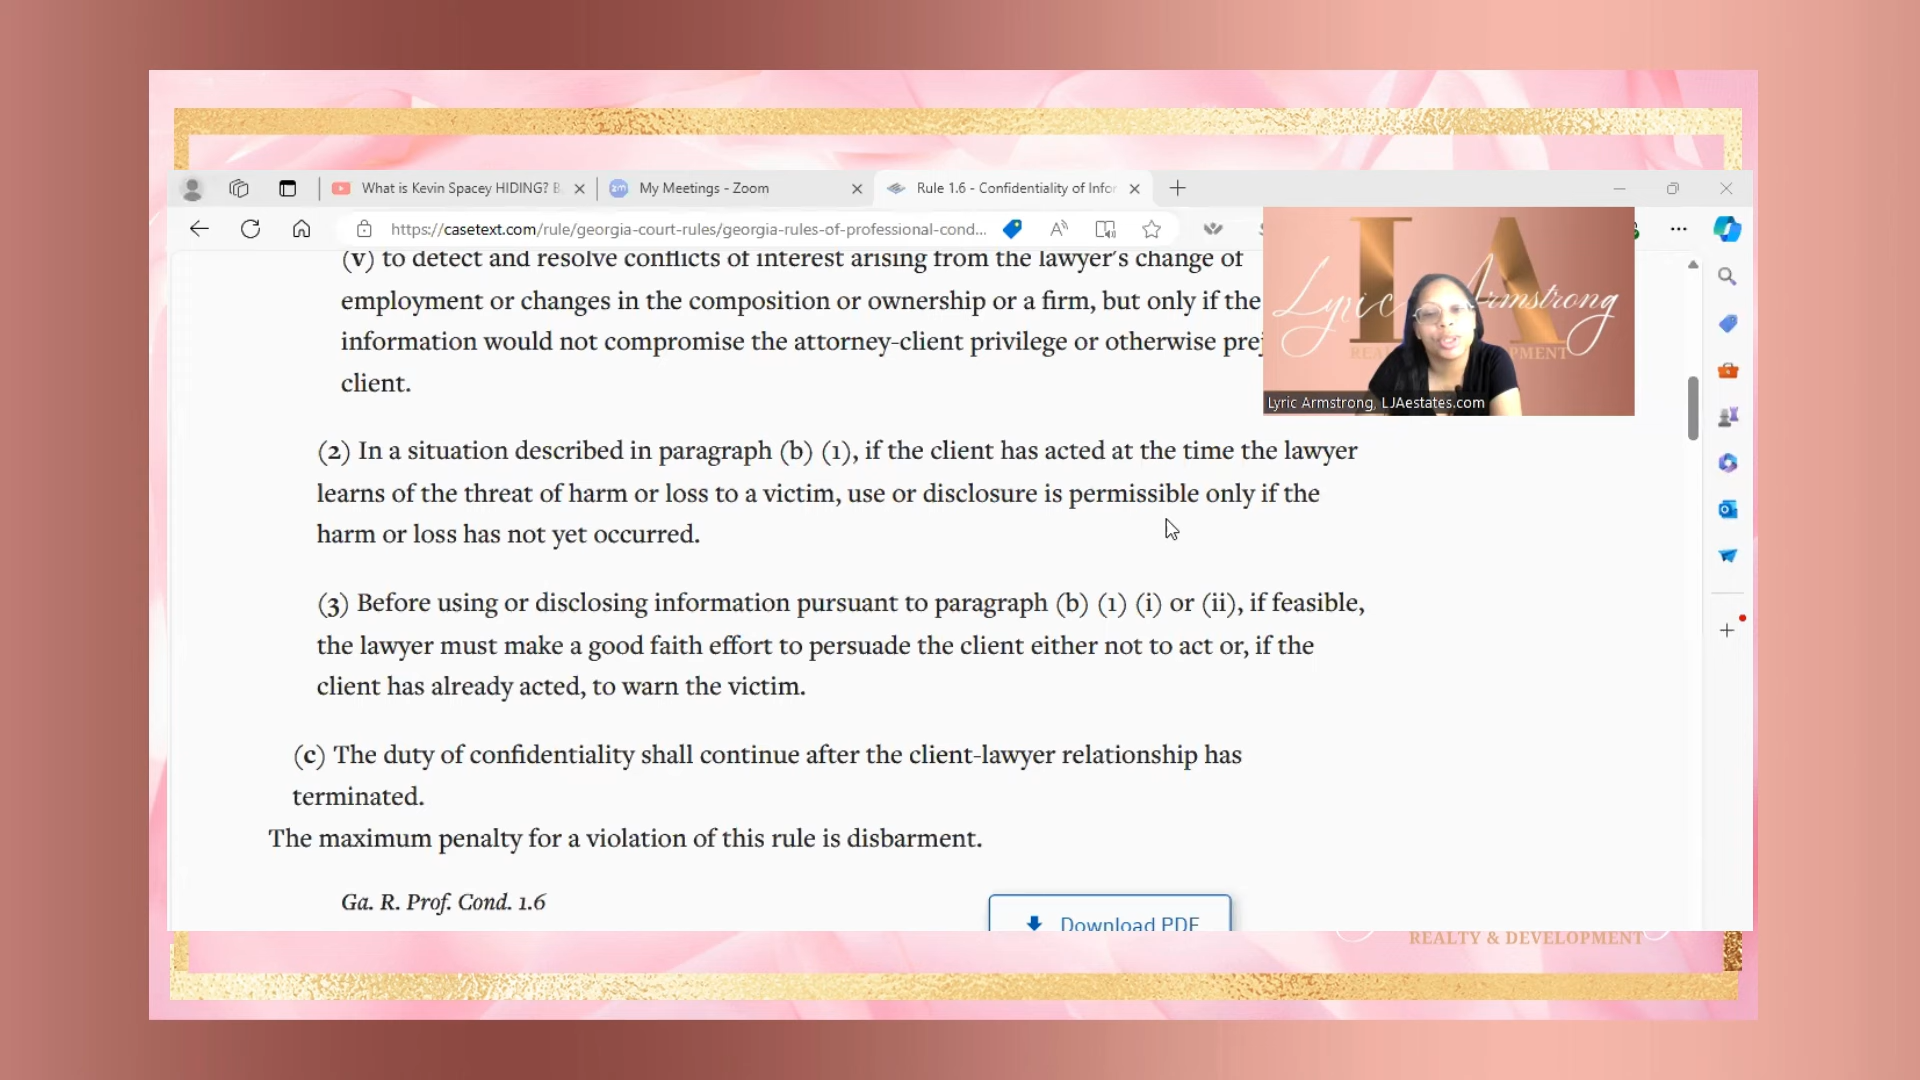 What is Kevin Spacey HIDING? B
My Meetings - Zoom
Rule 1.6 - Confidentiality of Infor
https://casetext.com/rule/georgia-court-rules/georgia-rules-of-professional-cond...
(v) to detect and resolve conflicts of interest arising from the lawyer's change of
employment or changes in the composition or ownership or a firm, but only if the
information would not compromise the attorney-client privilege or otherwise prej
client.
Lyric Armstrong
LA
Lyric Armstrong, LJAestates.com
(2) In a situation described in paragraph (b) (1), if the client has acted at the time the lawyer
learns of the threat of harm or loss to a victim, use or disclosure is permissible only if the
harm or loss has not yet occurred.
(3) Before using or disclosing information pursuant to paragraph (b) (1) (i) or (ii), if feasible,
the lawyer must make a good faith effort to persuade the client either not to act or, if the
client has already acted, to warn the victim.
(c) The duty of confidentiality shall continue after the client-lawyer relationship has
terminated.
The maximum penalty for a violation of this rule is disbarment.
Ga. R. Prof. Cond. 1.6
Download PDF
REALTY & DEVELOPMENT